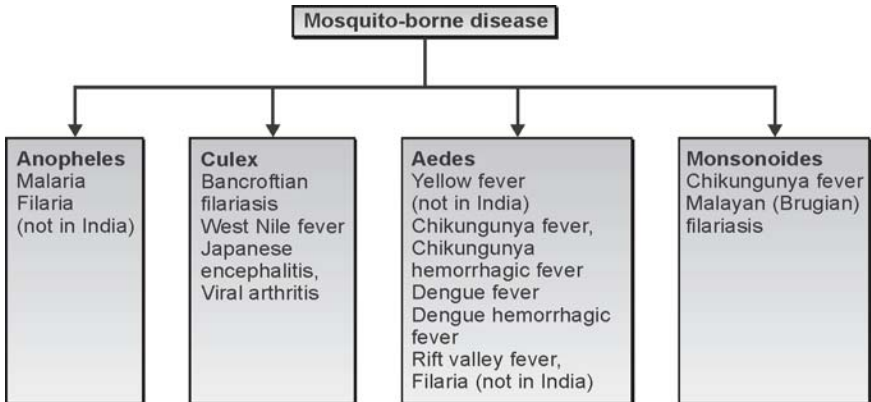 Mosquito-borne disease
Anopheles
Malaria
Filaria
(not in India)
Culex
Bancroftian
filariasis
West Nile fever
Japanese
encephalitis,
Viral arthritis
Aedes
Yellow fever
(not in India)
Chikungunya fever,
Chikungunya
hemorrhagic fever
Dengue fever
Dengue hemorrhagic
fever
Rift valley fever,
Filaria (not in India)
Monsonoides
Chikungunya fever
Malayan (Brugian)
filariasis